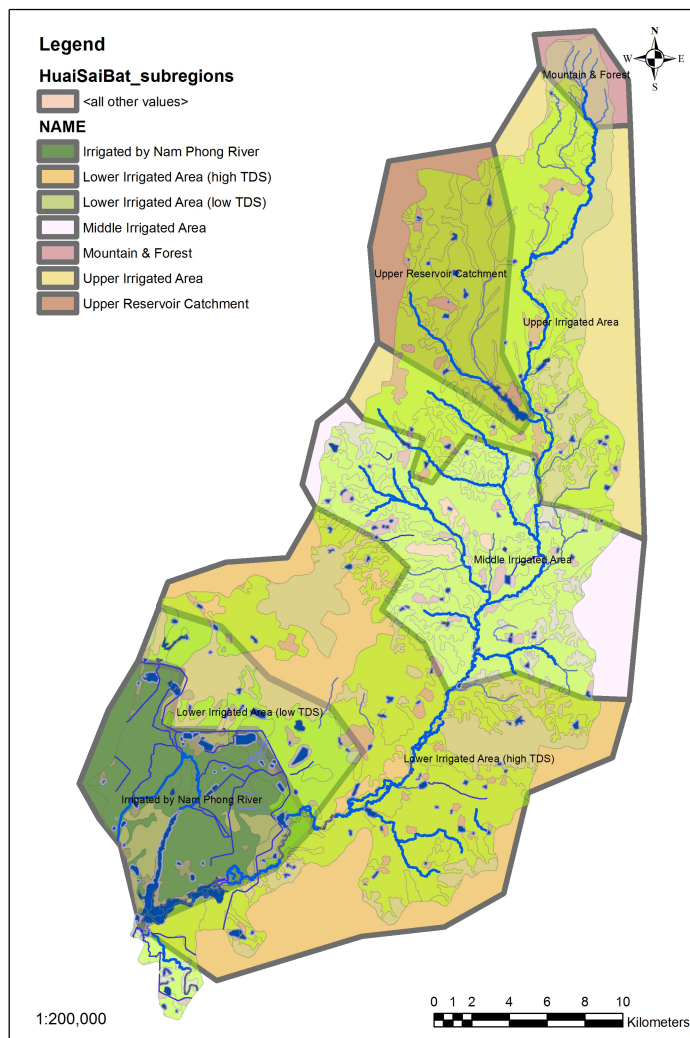 Legend
HuaiSaiBat_subregions
<all other values>
NAME
Irrigated by Nam Phong River
Lower Irrigated Area (high TDS)
Lower Irrigated Area (low TDS)
Middle Irrigated Area
Mountain & Forest
Upper Irrigated Area
Upper Reservoir Catchment
N
W E
S
Mountain & Forest
Upper Reservoir Catchment
Upper Irrigated Area
Middle Irrigated Area
Lower Irrigated Area (low TDS)
Lower Irrigated Area (high TDS)
Irrigated by Nam Phong River
1:200,000
0 1 2 4 6 8 10
Kilometers